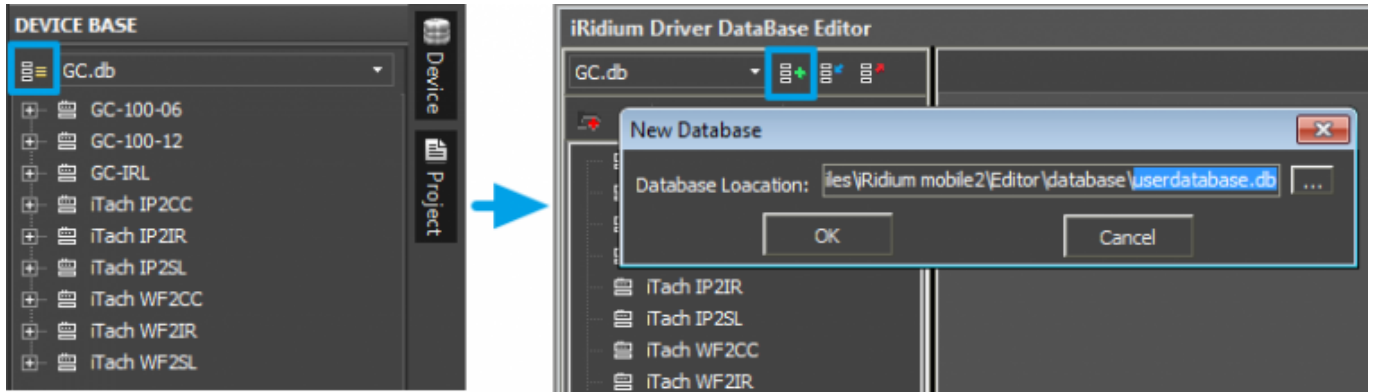 DEVICE BASE
GC.db
GC-100-06
GC-100-12
GC-IRL
iTach IP2CC
iTach IP2IR
iTach IP2SL
iTach WF2CC
iTach WF2IR
iTach WF2SL
Device
Project
iRidium Driver DataBase Editor
GC.db
New Database
Database Loacation: iles\iRidium mobile2\Editor\database\userdatabase.db ...
OK Cancel
iTach IP2IR
iTach IP2SL
iTach WF2CC
iTach WF2IR